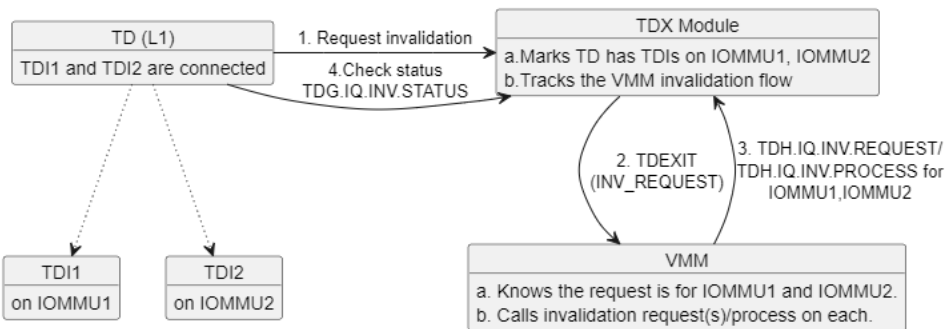 TD (L1)
TDI1 and TDI2 are connected
1. Request invalidation
4.Check status
TDG.IQ.INV.STATUS
TDX Module
a.Marks TD has TDIs on IOMMU1, IOMMU2
b.Tracks the VMM invalidation flow
2. TDEXIT
(INV_REQUEST)
3. TDH.IQ.INV.REQUEST/
TDH.IQ.INV.PROCESS for
IOMMU1,IOMMU2
TDI1
on IOMMU1
TDI2
on IOMMU2
VMM
a. Knows the request is for IOMMU1 and IOMMU2.
b. Calls invalidation request(s)/process on each.